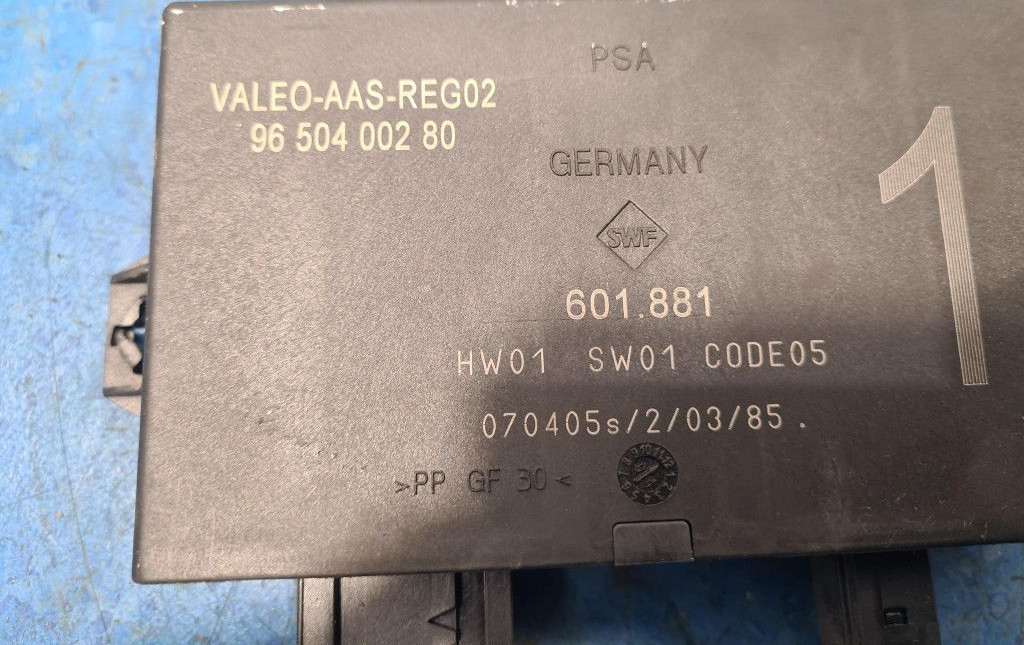 PSA
VALEO-AAS-REG02
96 504 002 80
GERMANY
SWF
601.881
1
HW01 SW01 CODE05
070405s/2/03/85.
>PP GF 30<